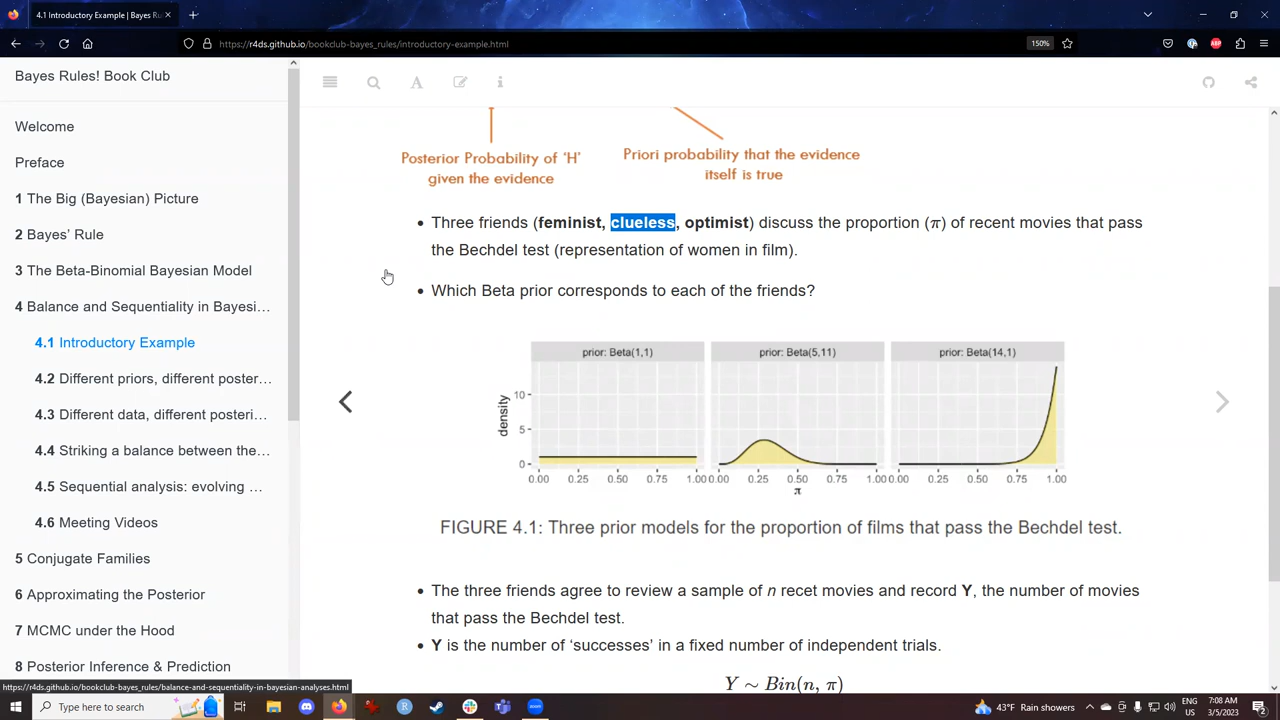 4.1 Introductory Example | Bayes Ru
https://r4ds.github.io/bookclub-bayes_rules/introductory-example.html
150%
Bayes Rules! Book Club
Welcome
Preface
1 The Big (Bayesian) Picture
2 Bayes' Rule
3 The Beta-Binomial Bayesian Model
4 Balance and Sequentiality in Bayesi...
4.1 Introductory Example
4.2 Different priors, different poster...
4.3 Different data, different posteri...
4.4 Striking a balance between the...
4.5 Sequential analysis: evolving ...
4.6 Meeting Videos
5 Conjugate Families
6 Approximating the Posterior
7 MCMC under the Hood
8 Posterior Inference & Prediction
https://r4ds.github.io/bookclub-bayes_rules/balance-and-sequentiality-in-bayesian-analyses.html
Posterior Probability of 'H'
given the evidence
Priori probability that the evidence
itself is true
• Three friends (feminist, clueless, optimist) discuss the proportion (π) of recent movies that pass
the Bechdel test (representation of women in film).
• Which Beta prior corresponds to each of the friends?
prior: Beta(1,1) prior: Beta(5,11) prior: Beta(14,1)
density
10
5
0
0.00 0.25 0.50 0.75 1.00 0.00 0.25 0.50 0.75 1.00 0.00 0.25 0.50 0.75 1.00
π
FIGURE 4.1: Three prior models for the proportion of films that pass the Bechdel test.
• The three friends agree to review a sample of n recet movies and record Y, the number of movies
that pass the Bechdel test.
• Y is the number of 'successes' in a fixed number of independent trials.
Y ~ Bin(n, π)
Type here to search
43°F Rain showers
ENG
US
7:08 AM
3/5/2023